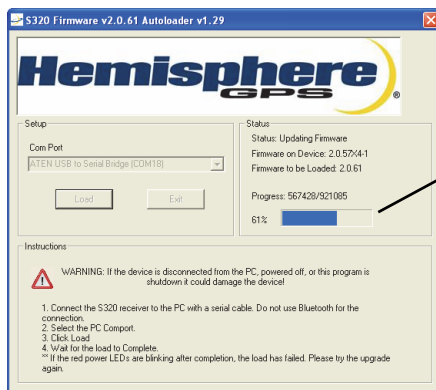 S320 Firmware v2.0.61 Autoloader v1.29
Hemisphere
GPS
Setup
Com Port
ATEN USB to Serial Bridge (COM18)
Load
Exit
Status
Status: Updating Firmware
Firmware on Device: 2.0.57X4-1
Firmware to be Loaded: 2.0.61
Progress: 567428/921085
61%
Instructions
WARNING: If the device is disconnected from the PC, powered off, or this program is
shutdown it could damage the device!
1. Connect the S320 receiver to the PC with a serial cable. Do not use Bluetooth for the
connection.
2. Select the PC Comport.
3. Click Load
4. Wait for the load to Complete.
** If the red power LEDs are blinking after completion, the load has failed. Please try the upgrade
again.